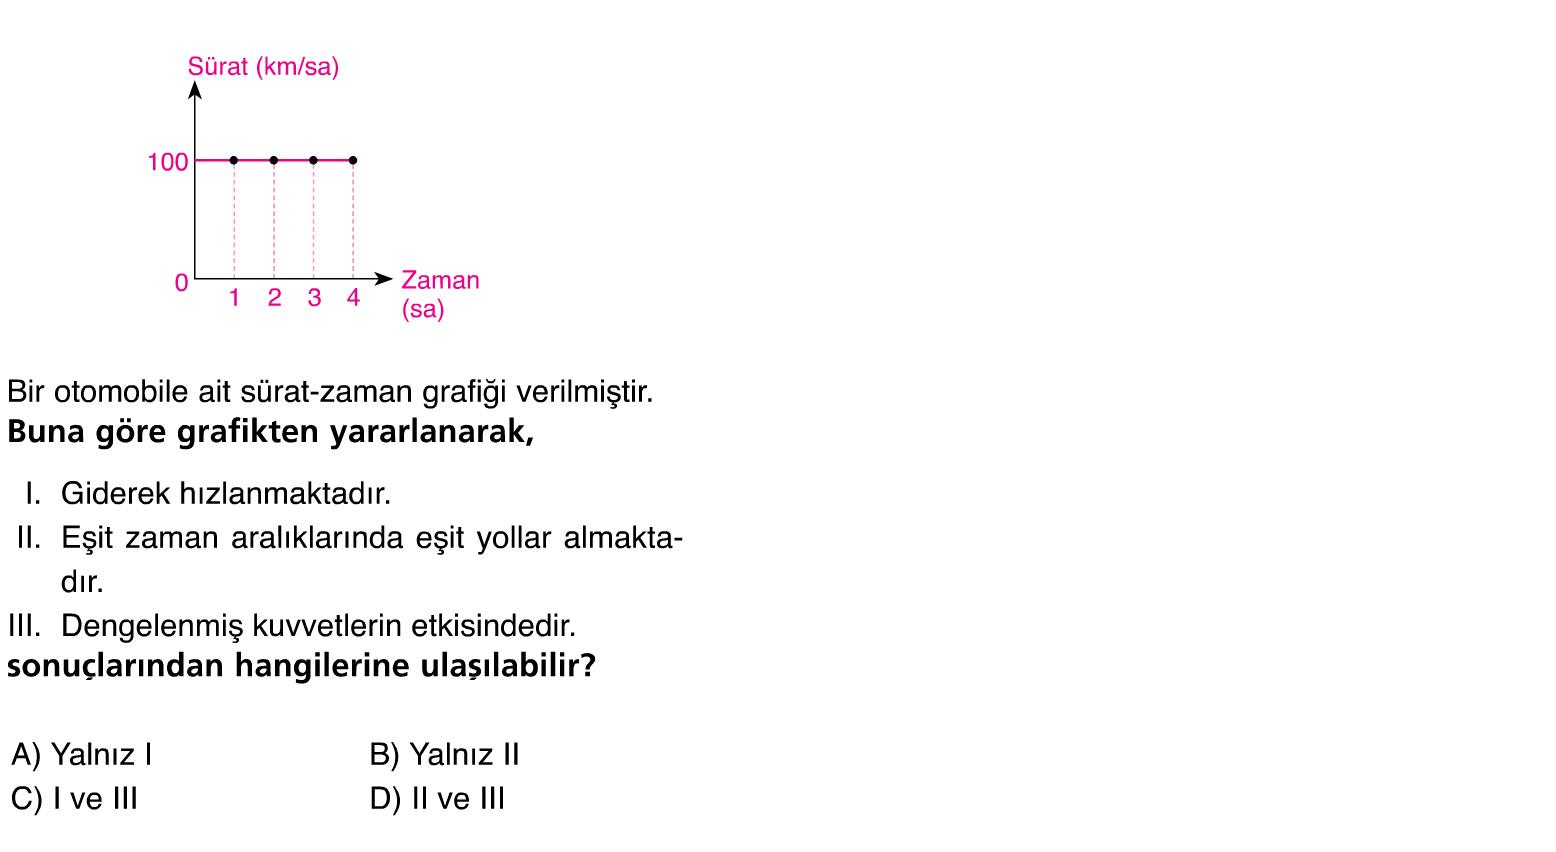 Sürat (km/sa)
100
0
1 2 3 4
Zaman
(sa)
Bir otomobile ait sürat-zaman grafiği verilmiştir.
Buna göre grafikten yararlanarak,
I. Giderek hızlanmaktadır.
II. Eşit zaman aralıklarında eşit yollar almakta-
dır.
III. Dengelenmiş kuvvetlerin etkisindedir.
sonuçlarından hangilerine ulaşılabilir?
A) Yalnız I B) Yalnız II
C) I ve III D) II ve III